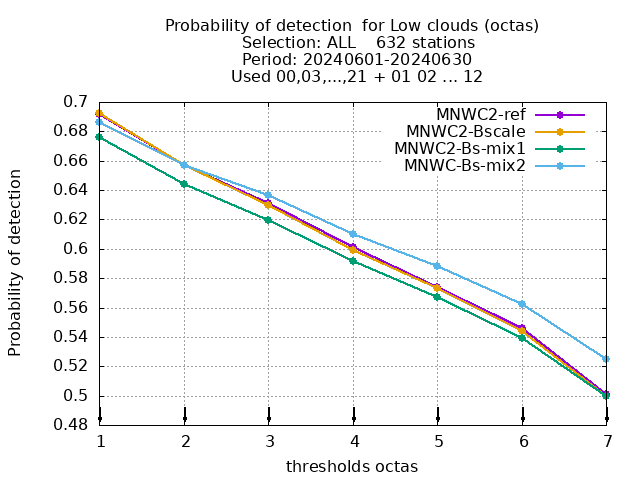 Probability of detection  for Low clouds (octas)
Selection: ALL    632 stations
Period: 20240601-20240630
Used 00,03,...,21 + 01 02 ... 12
MNWC2-ref
MNWC2-Bscale
MNWC2-Bs-mix1
MNWC-Bs-mix2
Probability of detection
0.7
0.68
0.66
0.64
0.62
0.6
0.58
0.56
0.54
0.52
0.5
0.48
1 2 3 4 5 6 7
thresholds octas